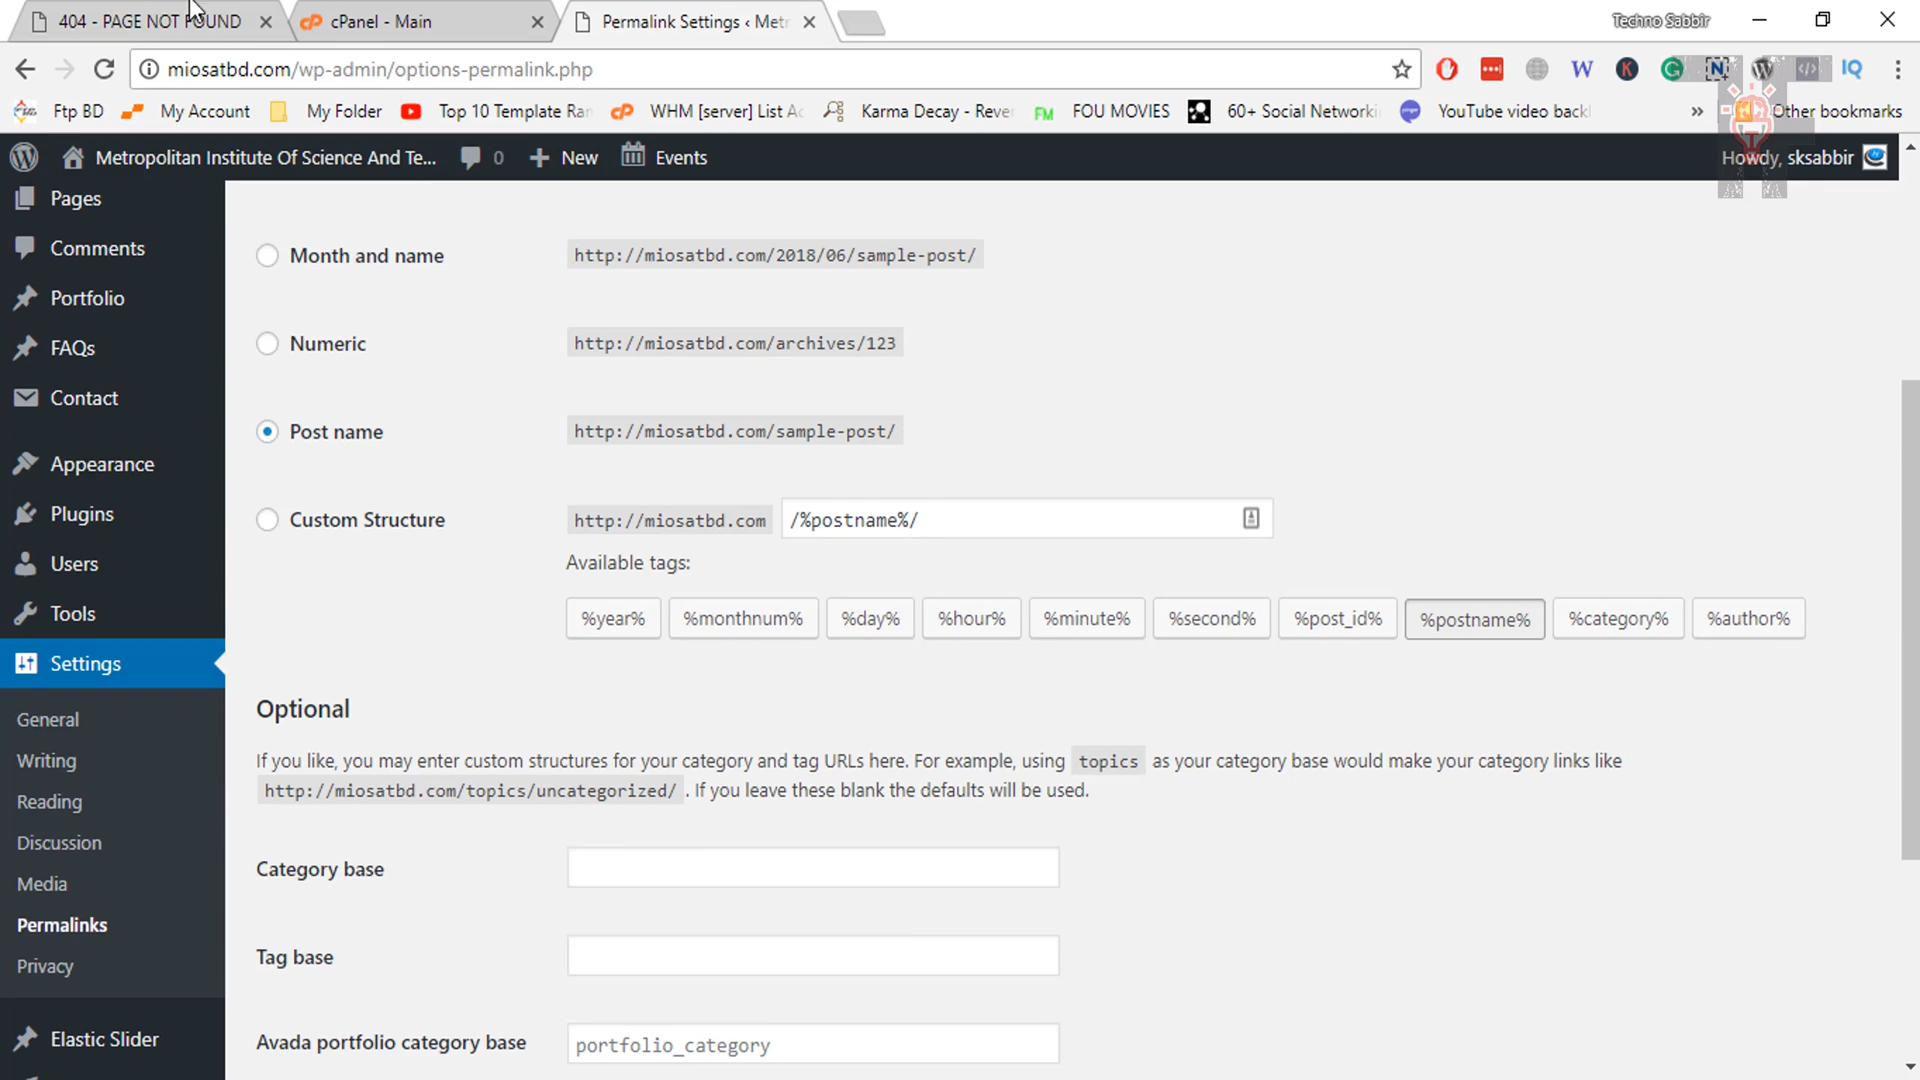 404 - PAGE NOT FOUND
cPanel - Main
Permalink Settings ‹ Met
Techno Sabbir
miosatbd.com/wp-admin/options-permalink.php
Ftp BD
My Account
My Folder
Top 10 Template Ran
WHM [server] List Ac
Karma Decay - Reve
FOU MOVIES
60+ Social Networki
YouTube video back
»
Other bookmarks
Metropolitan Institute Of Science And Te...
0
New
Events
Howdy, sksabbir
Pages
Comments
Portfolio
FAQs
Contact
Appearance
Plugins
Users
Tools
Settings
General
Writing
Reading
Discussion
Media
Permalinks
Privacy
Elastic Slider
Month and name
http://miosatbd.com/2018/06/sample-post/
Numeric
http://miosatbd.com/archives/123
Post name
http://miosatbd.com/sample-post/
Custom Structure
http://miosatbd.com
/%postname%/
Available tags:
%year%
%monthnum%
%day%
%hour%
%minute%
%second%
%post_id%
%postname%
%category%
%author%
Optional
If you like, you may enter custom structures for your category and tag URLs here. For example, using topics as your category base would make your category links like
http://miosatbd.com/topics/uncategorized/ . If you leave these blank the defaults will be used.
Category base
Tag base
Avada portfolio category base
portfolio_category